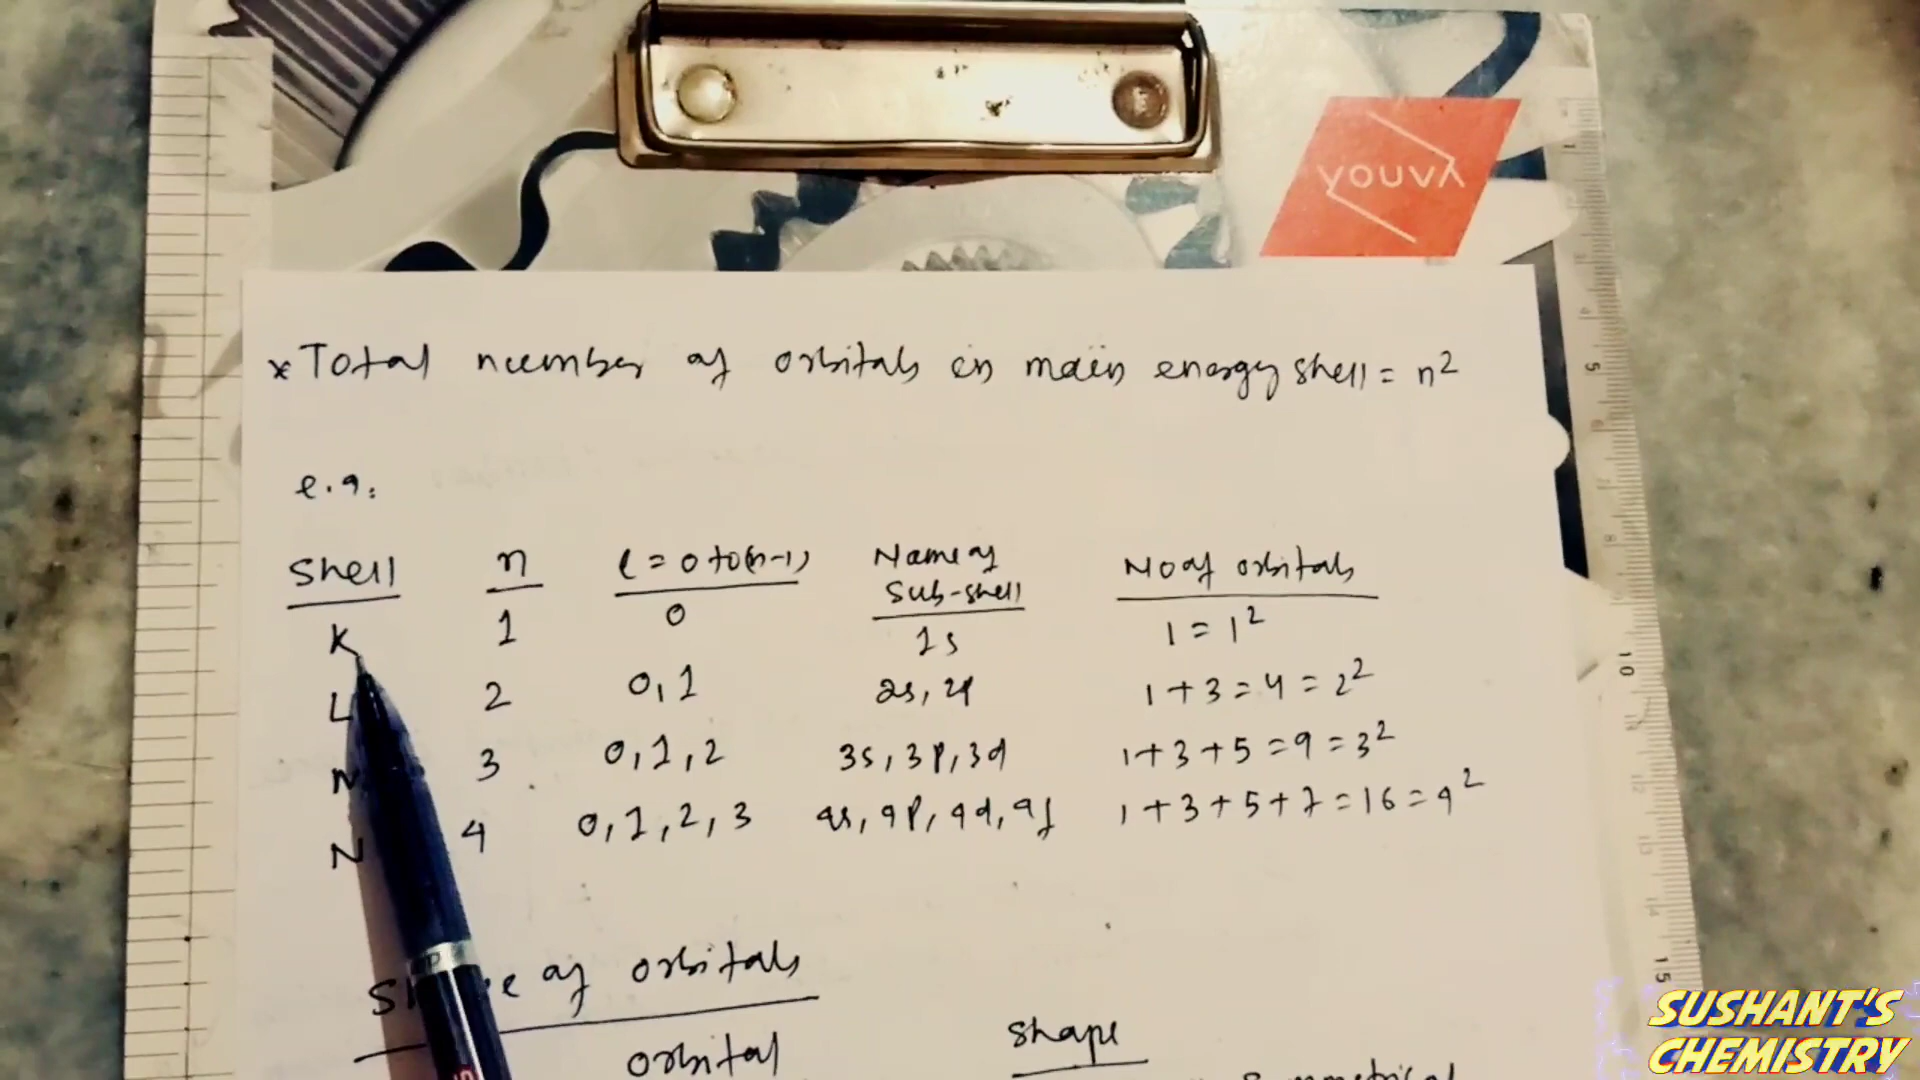 YOUVA
* Total number of orbitals in main energy shell = n²
e.g.
Shell n l = 0 to (n-1) Name of Sub-shell No of orbitals
K 1 0 1s 1 = 1²
L 2 0,1 2s, 2p 1+3=4=2²
3 0,1,2 3s, 3p, 3d 1+3+5=9=3²
N 4 0,1,2,3 4s, 4p, 4d, 4f 1+3+5+7=16=4²
of orbitals
orbital shape
5
10
15
SUSHANT'S
CHEMISTRY